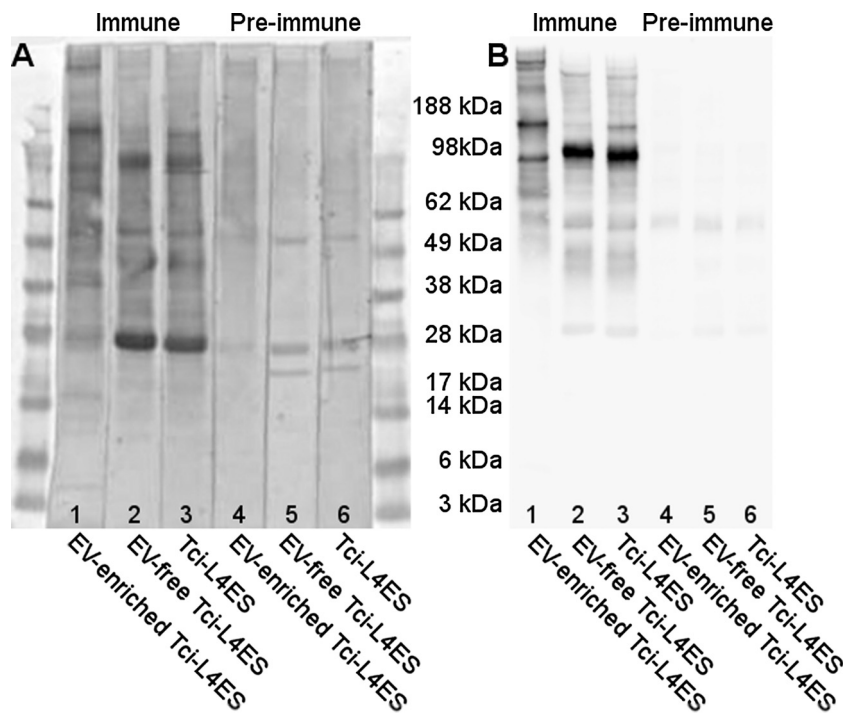 Immune Pre-immune Immune Pre-immune
A B
188 kDa
98kDa
62 kDa
49 kDa
38 kDa
28 kDa
17 kDa
14 kDa
6 kDa
3 kDa
1 2 3 4 5 6
EV-enriched Tci-L4ES
EV-free Tci-L4ES
Tci-L4ES
EV-enriched Tci-L4ES
EV-free Tci-L4ES
Tci-L4ES
1 2 3 4 5 6
EV-enriched Tci-L4ES
EV-free Tci-L4ES
Tci-L4ES
EV-enriched Tci-L4ES
EV-free Tci-L4ES
Tci-L4ES